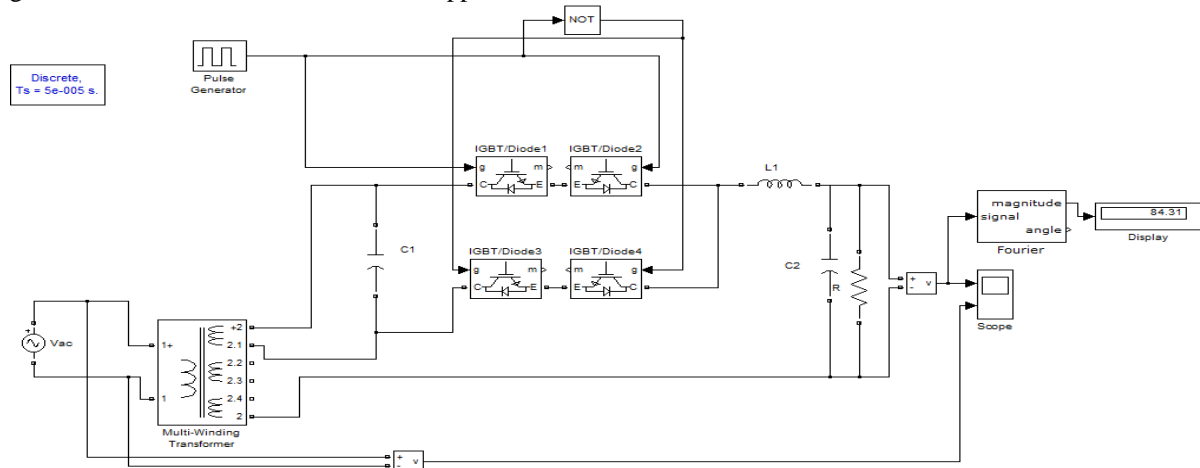 NOT
Discrete,
Ts = 5e-005 s.
Pulse
Generator
IGBT/Diode1
IGBT/Diode2
g
m
m
g
C
E
E
C
L1
C1
IGBT/Diode3
IGBT/Diode4
g
m
m
g
C
E
E
C
C2
R
magnitude
signal
angle
Fourier
84.31
Display
+
-
v
Scope
+
Vac
1+
1
+2
2.1
2.2
2.3
2.4
2
Multi-Winding
Transformer
+
-
v